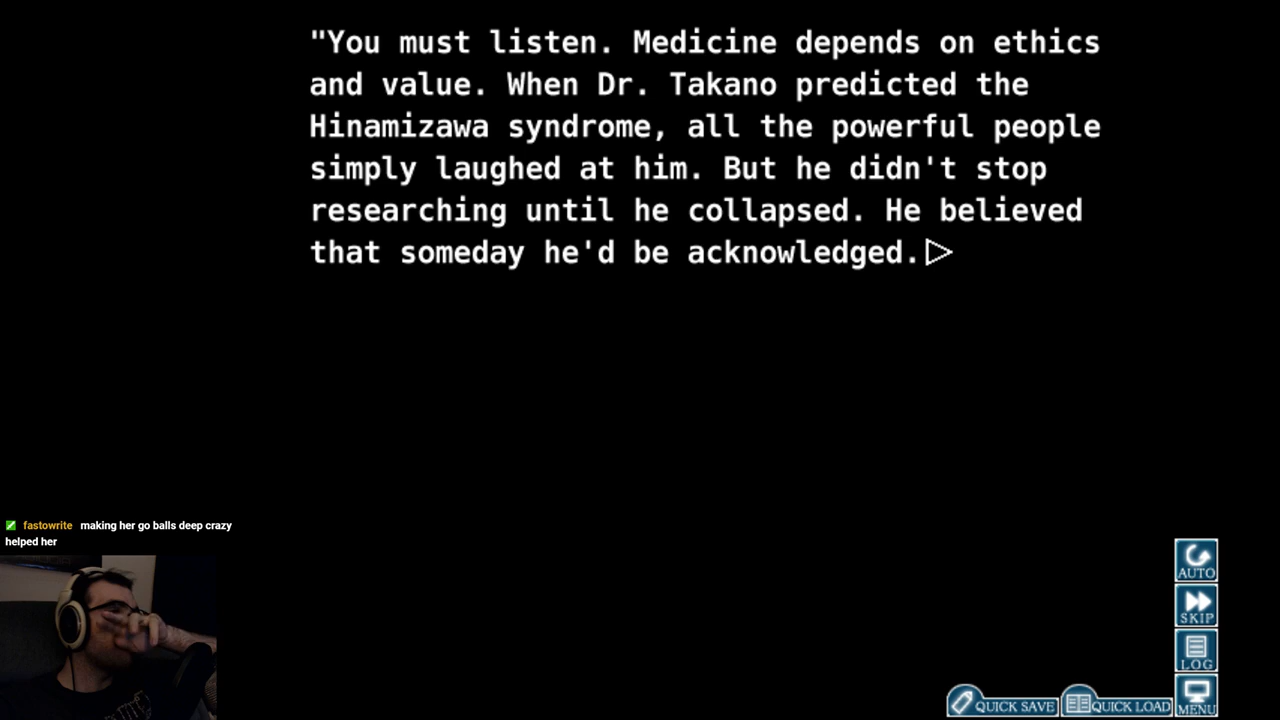 "You must listen. Medicine depends on ethics
and value. When Dr. Takano predicted the
Hinamizawa syndrome, all the powerful people
simply laughed at him. But he didn't stop
researching until he collapsed. He believed
that someday he'd be acknowledged.
fastowrite making her go balls deep crazy
helped her
AUTO
SKIP
LOG
QUICK SAVE
QUICK LOAD
MENU